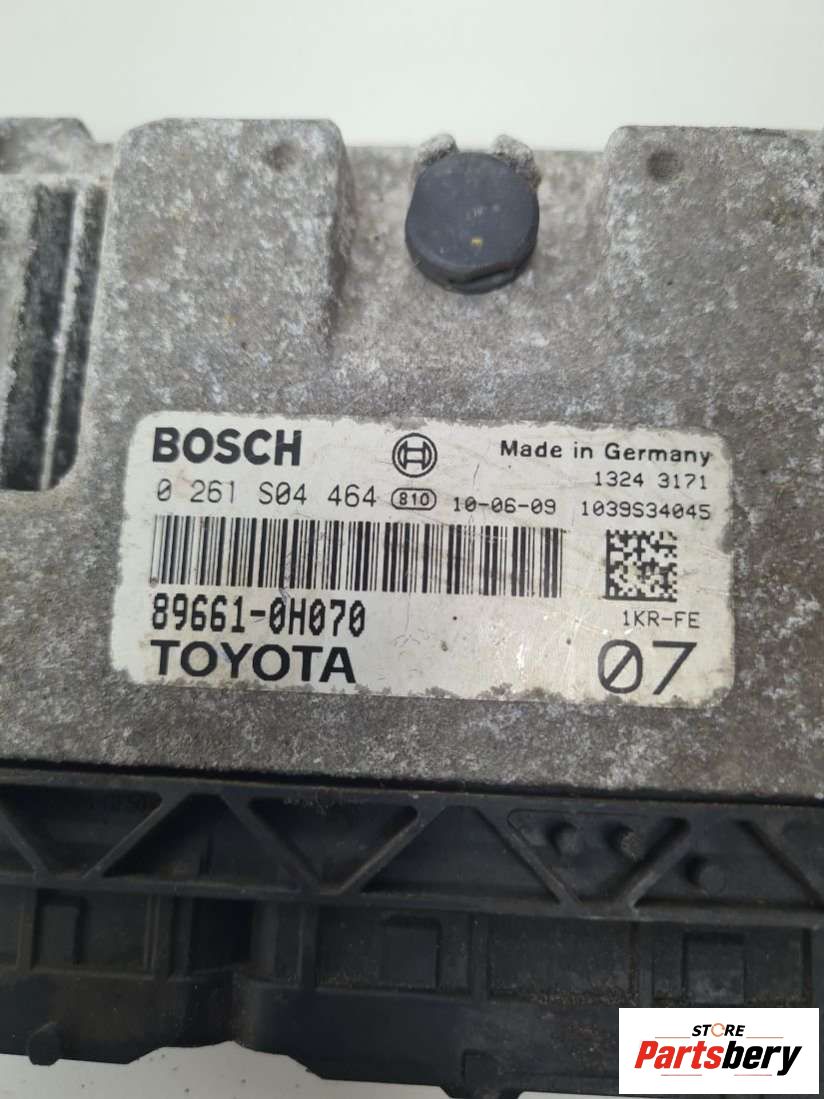 BOSCH Made in Germany
1324 3171
0 261 S04 464 810 10-06-09 1039S34045
89661-0H070 1KR-FE
TOYOTA 07
STORE
Partsbery